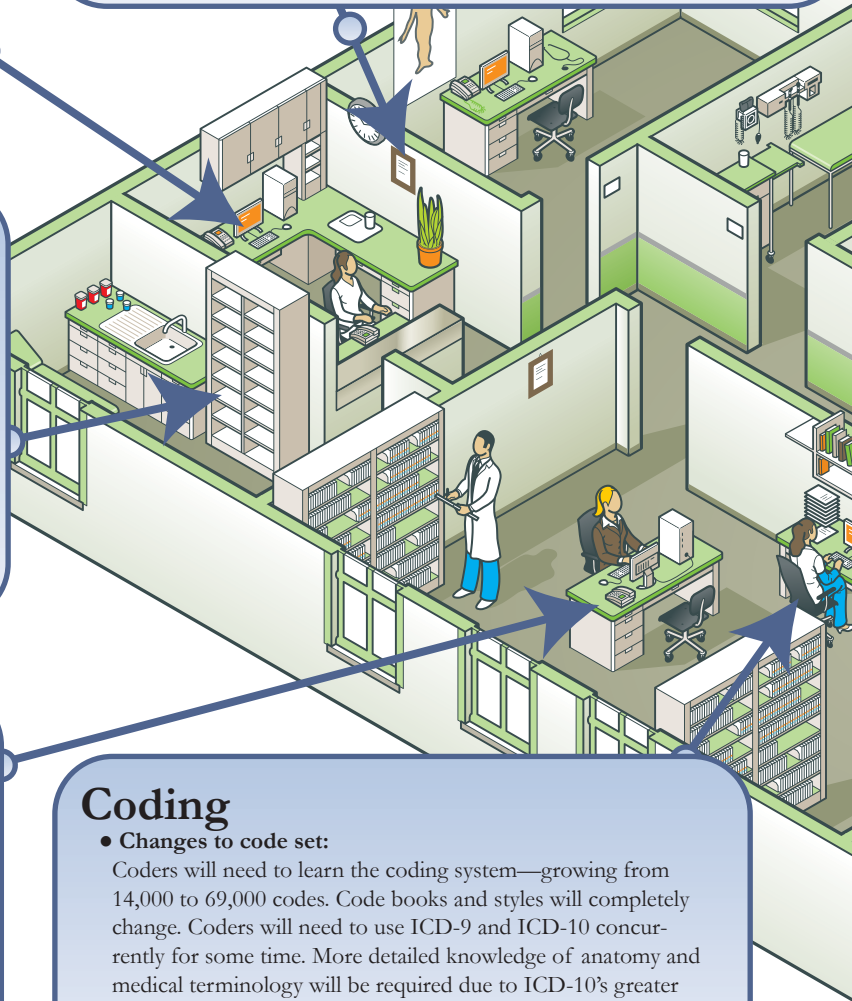 Coding
● Changes to code set:
Coders will need to learn the coding system—growing from
14,000 to 69,000 codes. Code books and styles will completely
change. Coders will need to use ICD-9 and ICD-10 concur-
rently for some time. More detailed knowledge of anatomy and
medical terminology will be required due to ICD-10’s greater